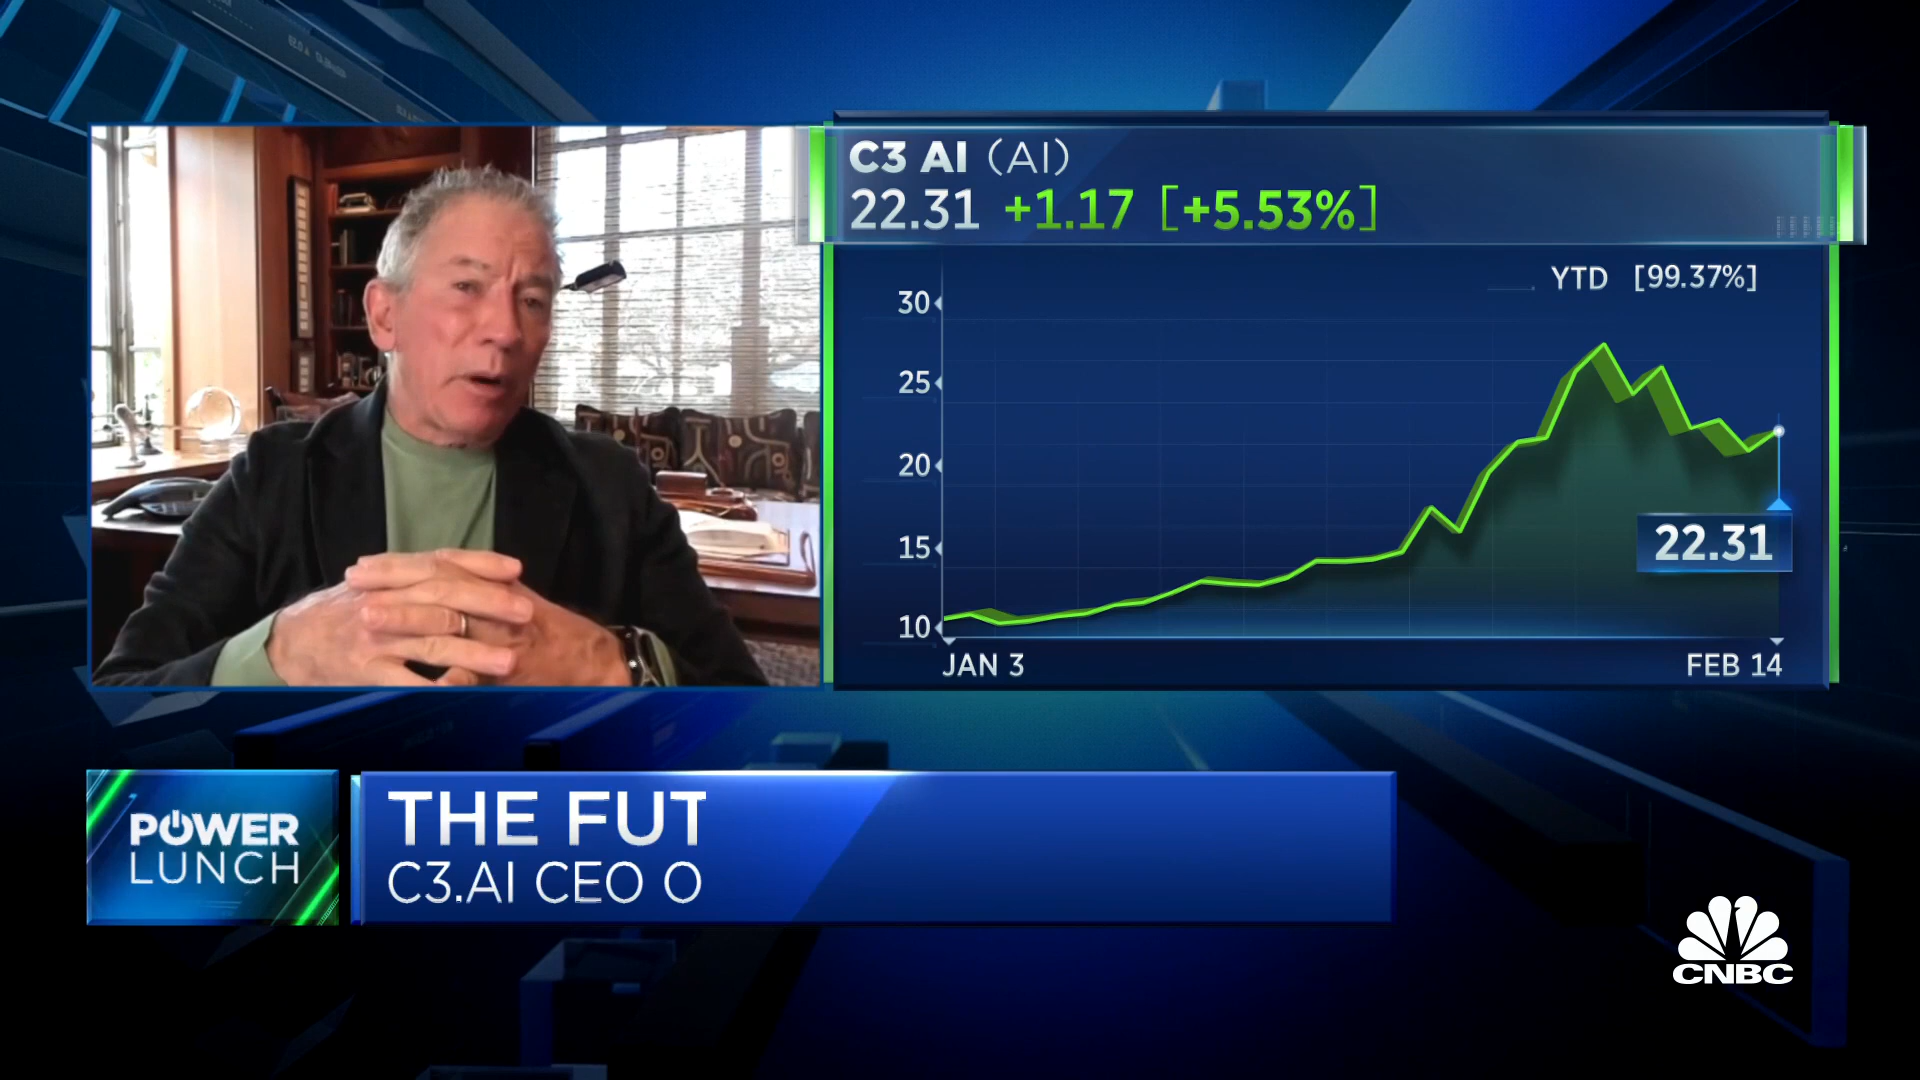 C3 AI (AI)
22.31 +1.17 [+5.53%]
YTD [99.37%]
30
25
20
15
10
22.31
JAN 3 FEB 14
POWER
LUNCH
THE FUT
C3.AI CEO O
CNBC